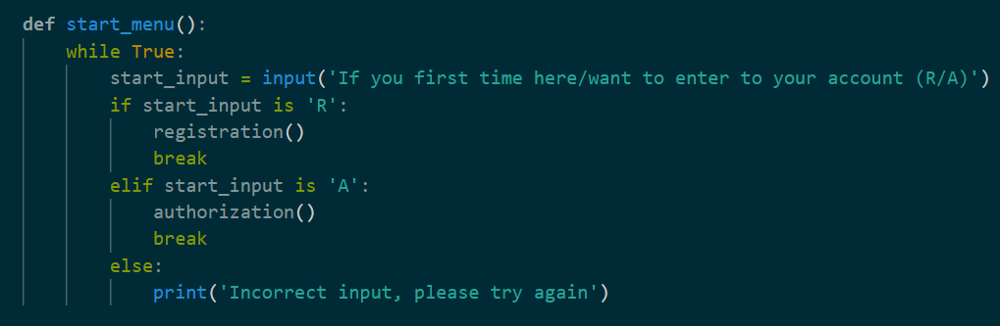 def start_menu():
while True:
start_input = input('If you first time here/want to enter to your account (R/A)')
if start_input is 'R':
registration()
break
elif start_input is 'A':
authorization()
break
else:
print('Incorrect input, please try again')